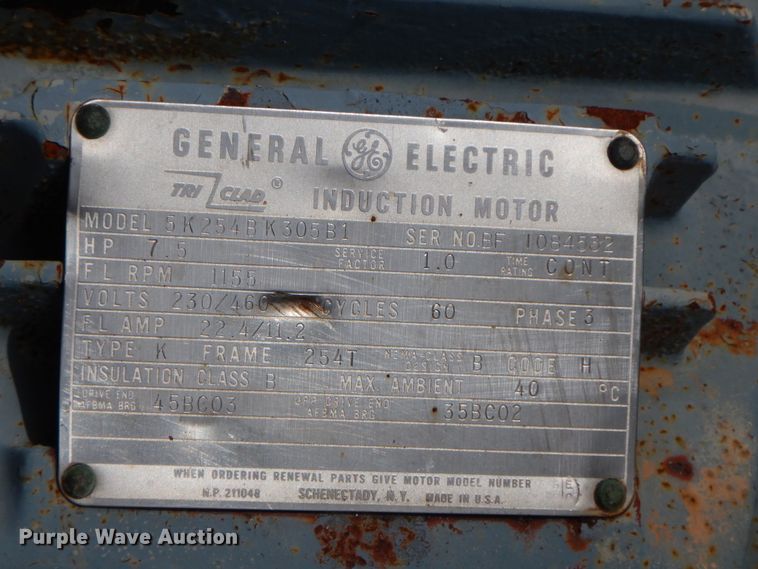 GENERAL GE ELECTRIC
TRI CLAD ® INDUCTION MOTOR
MODEL 5K254BK305B1 SER NO.BF 1084532
HP 7.5 SERVICE FACTOR 1.0 TIME RATING CONT
FL RPM 1155
VOLTS 230/460 CYCLES 60 PHASE 3
FL AMP 22.4/11.2
TYPE K FRAME 254T NEMA-CLASS DESIGN B CODE H
INSULATION CLASS B MAX. AMBIENT 40 °C
DRIVE END AFBMA BRG 45BC03 OPP DRIVE END AFBMA BRG 35BC02
WHEN ORDERING RENEWAL PARTS GIVE MOTOR MODEL NUMBER
N.P. 211048 SCHENECTADY, N.Y. MADE IN U.S.A.
Purple Wave Auction